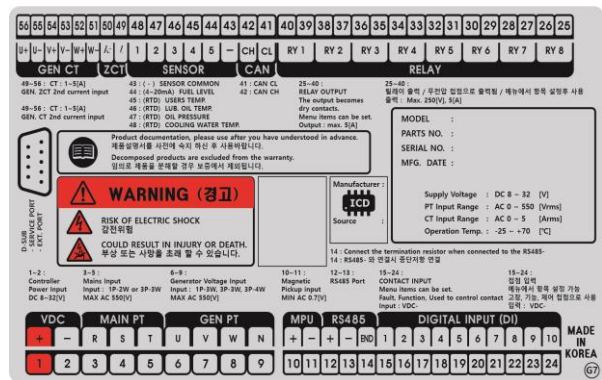 56 55 54 53 52 51 50 49 48 47 46 45 44 43 42 41 40 39 38 37 36 35 34 33 32 31 30 29 28 27 26 25
U+ U- V+ V- W+ W- 1 2 3 4 5 - CH CL RY 1 RY 2 RY 3 RY 4 RY 5 RY 6 RY 7 RY 8
GEN CT ZCT SENSOR CAN RELAY
49~56 : CT : 1~5[A]
GEN. ZCT 2nd current input
49~56 : CT : 1~5[A]
GEN. CT 2nd current input
43 : ( - ) SENSOR COMMON
44 : (4~20mA) FUEL LEVEL
45 : (RTD) USERS TEMP.
46 : (RTD) LUB. OIL TEMP.
47 : (RTD) OIL PRESSURE
48 : (RTD) COOLING WATER TEMP.
41 : CAN CL
42 : CAN CH
25~40 :
RELAY OUTPUT
The output becomes
dry contacts.
Menu items can be set.
Output : max. 5[A]
25~40 :
릴레이 출력 / 무전압 접점으로 출력됨 / 메뉴에서 항목 설정후 사용
출력 : Max. 250[V], 5[A]
Product documentation, please use after you have understood in advance.
제품설명서를 사전에 숙지 하신 후 사용바랍니다.
Decomposed products are excluded from the warranty.
임의로 제품을 분해할 경우 보증에서 제외됩니다.
MODEL :
PARTS NO. :
SERIAL NO. :
MFG. DATE :
Supply Voltage : DC 8 ~ 32 [V]
PT Input Range : AC 0 ~ 550 [Vrms]
CT Input Range : AC 0 ~ 5 [Arms]
Operation Temp. : -25 ~ +70 [°C]
D-SUB
- SERVICE PORT
- EXT. PORT
WARNING (경고)
RISK OF ELECTRIC SHOCK
감전위험
COULD RESULT IN INJURY OR DEATH.
부상 또는 사망을 초래 할 수 있습니다.
Manufacturer :
.ICD
Source :
14 : Connect the termination resistor when connected to the RS485-
14 : RS485- 와 연결시 종단저항 연결
1~2 :
Controller
Power Input
DC 8~32[V]
3~5 :
Mains Input
Input : 1P-2W or 3P-3W
MAX AC 550[V]
6~9 :
Generator Voltage Input
Input : 1P-3W, 3P-3W, 3P-4W
MAX AC 550[V]
10~11 :
Magnetic
Pickup input
MIN AC 0.7[V]
12~13 :
RS485 Port
15~24 :
CONTACT INPUT
Menu items can be set.
Fault, Function, Used to control contact
Input : VDC-
15~24 :
접점 입력
메뉴에서 항목 설정 가능
고장, 기능, 제어 접점으로 사용
입력 : VDC-
VDC MAIN PT GEN PT MPU RS485 DIGITAL INPUT (DI)
+ - R S T U V W N + - + - END 1 2 3 4 5 6 7 8 9 10
1 2 3 4 5 6 7 8 9 10 11 12 13 14 15 16 17 18 19 20 21 22 23 24
MADE
IN
KOREA
G7